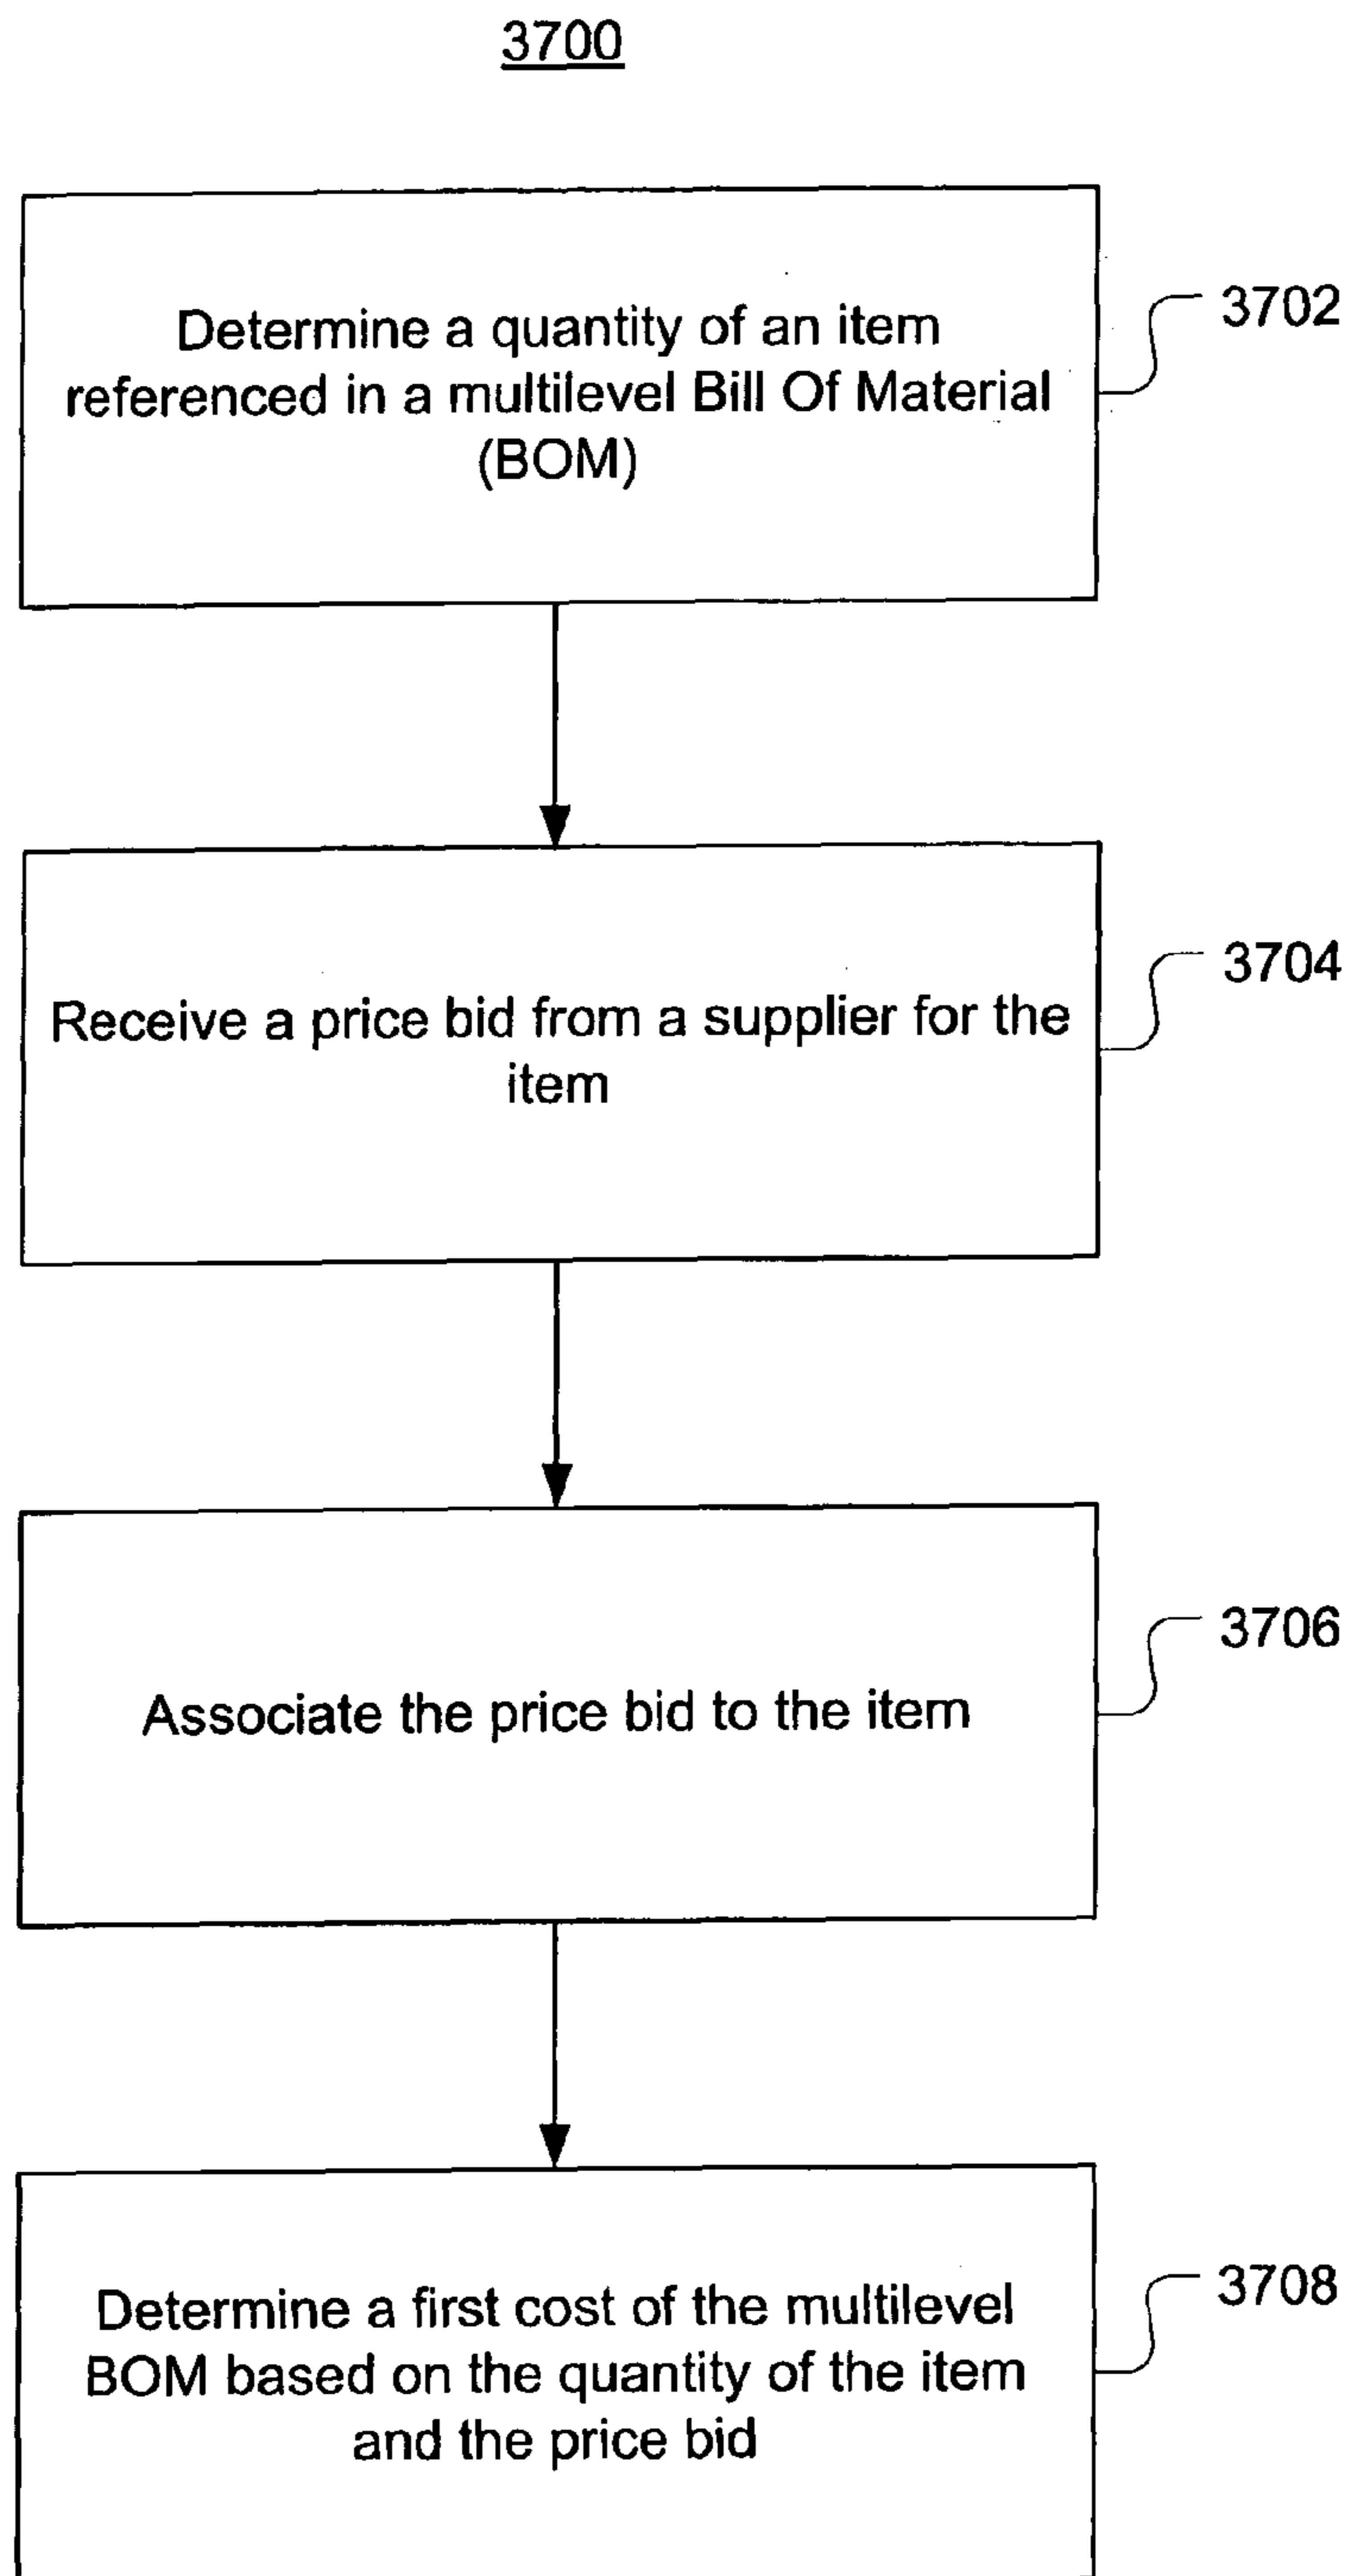 3700
Determine a quantity of an item
referenced in a multilevel Bill Of Material
(BOM)
3702
Receive a price bid from a supplier for the
item
3704
Associate the price bid to the item
3706
Determine a first cost of the multilevel
BOM based on the quantity of the item
and the price bid
3708